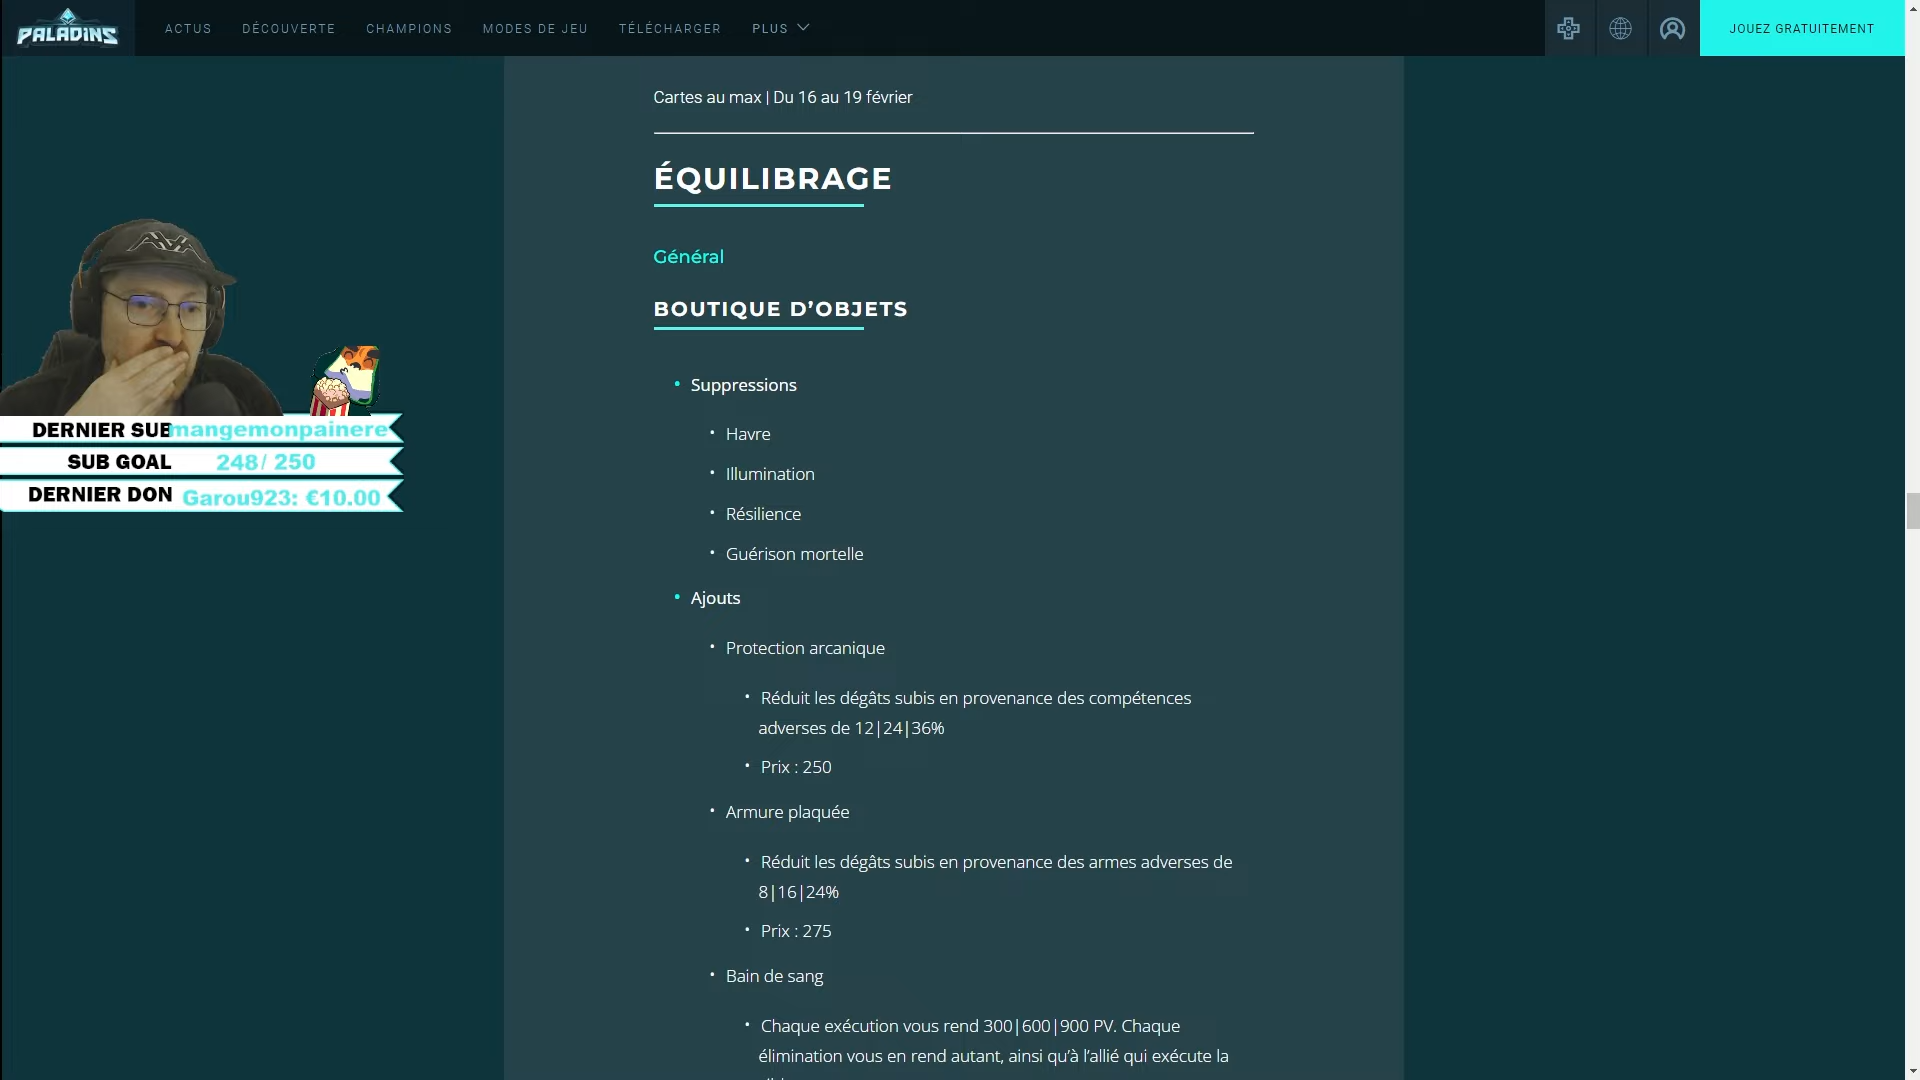 PALADINS
ACTUS
DÉCOUVERTE
CHAMPIONS
MODES DE JEU
TÉLÉCHARGER
PLUS
JOUEZ GRATUITEMENT
Cartes au max | Du 16 au 19 février
ÉQUILIBRAGE
Général
BOUTIQUE D’OBJETS
• Suppressions
• Havre
• Illumination
• Résilience
• Guérison mortelle
• Ajouts
• Protection arcanique
• Réduit les dégâts subis en provenance des compétences
adverses de 12|24|36%
• Prix : 250
• Armure plaquée
• Réduit les dégâts subis en provenance des armes adverses de
8|16|24%
• Prix : 275
• Bain de sang
• Chaque exécution vous rend 300|600|900 PV. Chaque
élimination vous en rend autant, ainsi qu’à l’allié qui exécute la
DERNIER SUB mangemonpainere
SUB GOAL 248/ 250
DERNIER DON Garou923: €10.00